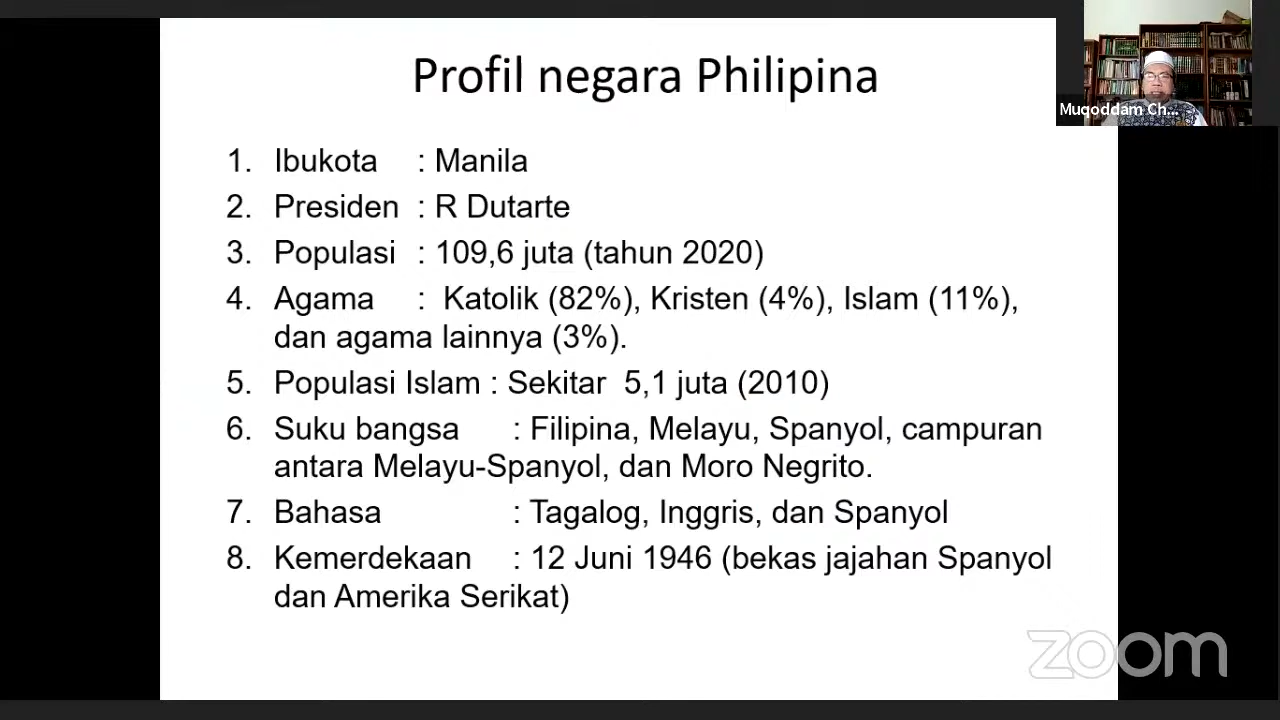 Profil negara Philipina
Muqoddam Ch...
1. Ibukota : Manila
2. Presiden : R Dutarte
3. Populasi : 109,6 juta (tahun 2020)
4. Agama : Katolik (82%), Kristen (4%), Islam (11%),
dan agama lainnya (3%).
5. Populasi Islam : Sekitar 5,1 juta (2010)
6. Suku bangsa : Filipina, Melayu, Spanyol, campuran
antara Melayu-Spanyol, dan Moro Negrito.
7. Bahasa : Tagalog, Inggris, dan Spanyol
8. Kemerdekaan : 12 Juni 1946 (bekas jajahan Spanyol
dan Amerika Serikat)
zoom